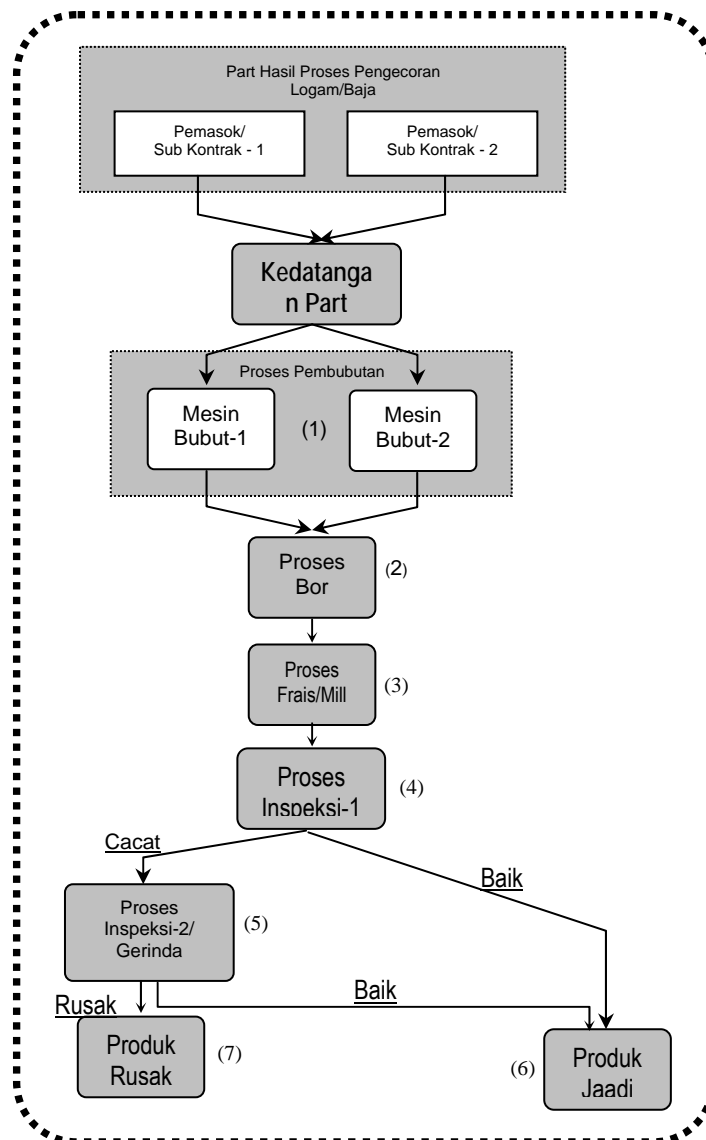 Part Hasil Proses Pengecoran
Logam/Baja
Pemasok/
Sub Kontrak - 1
Pemasok/
Sub Kontrak - 2
Kedatanga
n Part
Proses Pembubutan
Mesin
Bubut-1
(1)
Mesin
Bubut-2
Proses
Bor
(2)
Proses
Frais/Mill
(3)
Proses
Inspeksi-1
(4)
Cacat
Baik
Proses
Inspeksi-2/
Gerinda
(5)
Rusak
Baik
Produk
Rusak
(7)
(6)
Produk
Jaadi